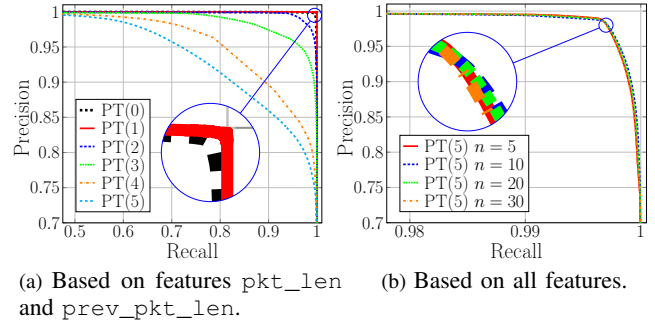 1
0.95
0.9
0.85
0.8
0.75
0.7
Precision
PT(0)
PT(1)
PT(2)
PT(3)
PT(4)
PT(5)
0.5 0.6 0.7 0.8 0.9 1
Recall
(a) Based on features pkt_len
and prev_pkt_len.
1
0.95
0.9
0.85
0.8
0.75
0.7
Precision
PT(5) n = 5
PT(5) n = 10
PT(5) n = 20
PT(5) n = 30
0.98 0.99 1
Recall
(b) Based on all features.